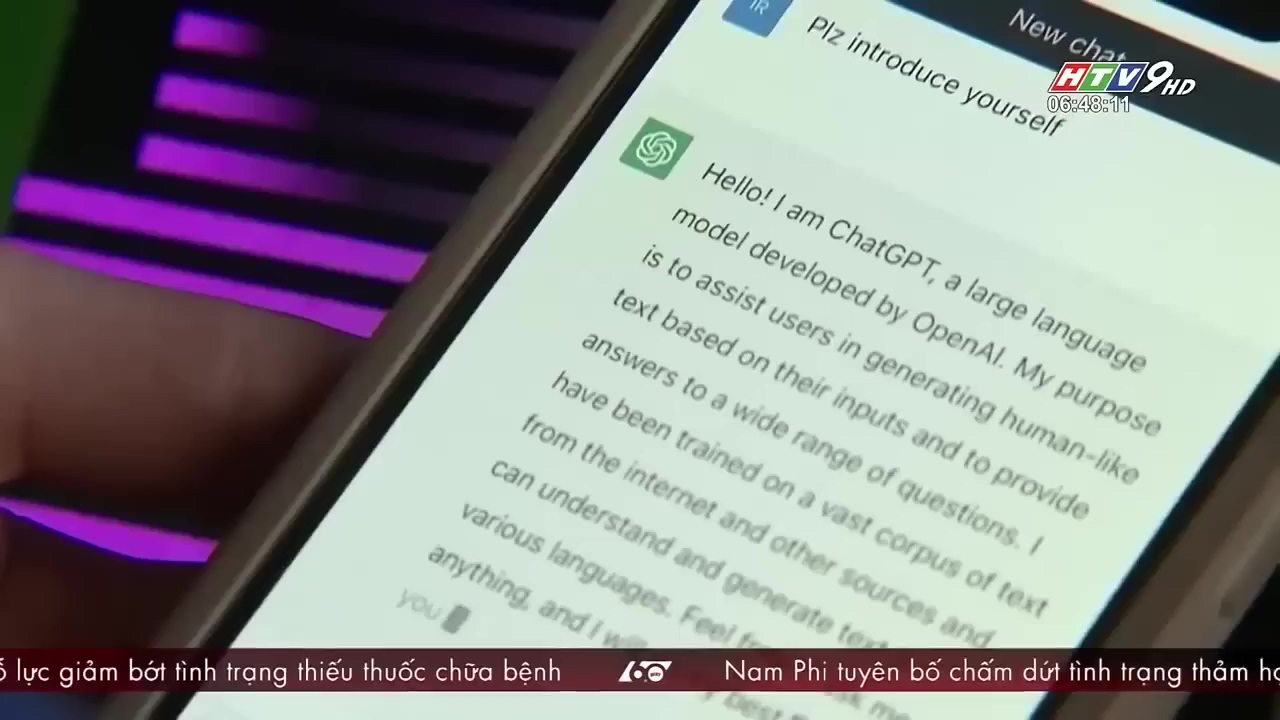 New chat
HTV9HD
06:48:11
IR
Plz introduce yourself
Hello! I am ChatGPT, a large language
model developed by OpenAI. My purpose
is to assist users in generating human-like
text based on their inputs and to provide
answers to a wide range of questions. I
have been trained on a vast corpus of text
from the internet and other sources and
can understand and generate text
various languages. Feel
anything, and I
you
lực giảm bớt tình trạng thiếu thuốc chữa bệnh
60 giây
Nam Phi tuyên bố chấm dứt tình trạng thảm